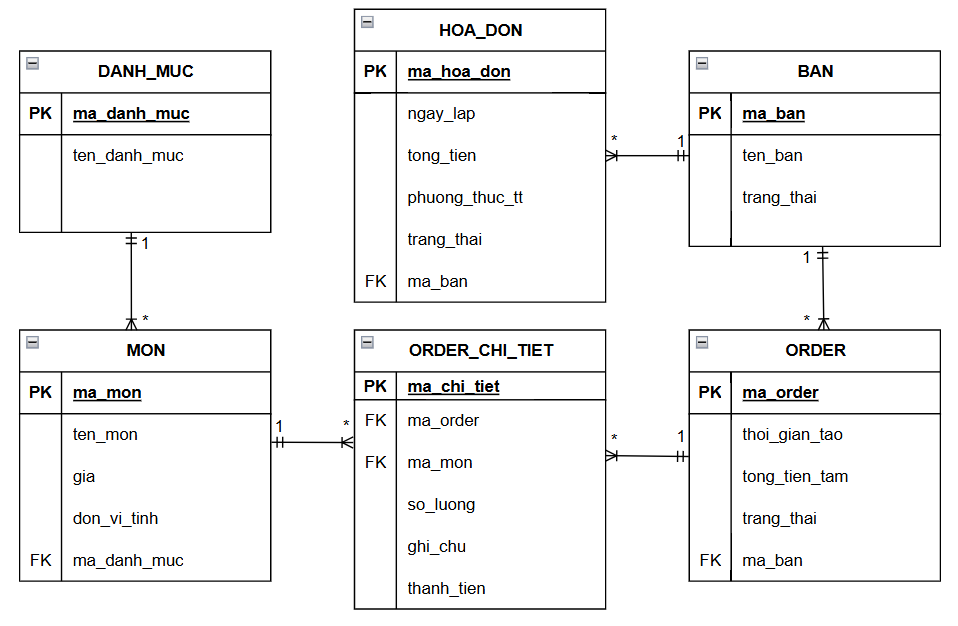 HOA_DON
PK ma_hoa_don
ngay_lap
tong_tien
phuong_thuc_tt
trang_thai
FK ma_ban
DANH_MUC
PK ma_danh_muc
ten_danh_muc
BAN
PK ma_ban
ten_ban
trang_thai
* 1
1
*
1
*
MON
PK ma_mon
ten_mon
gia
don_vi_tinh
FK ma_danh_muc
1 *
ORDER_CHI_TIET
PK ma_chi_tiet
FK ma_order
FK ma_mon
so_luong
ghi_chu
thanh_tien
* 1
ORDER
PK ma_order
thoi_gian_tao
tong_tien_tam
trang_thai
FK ma_ban